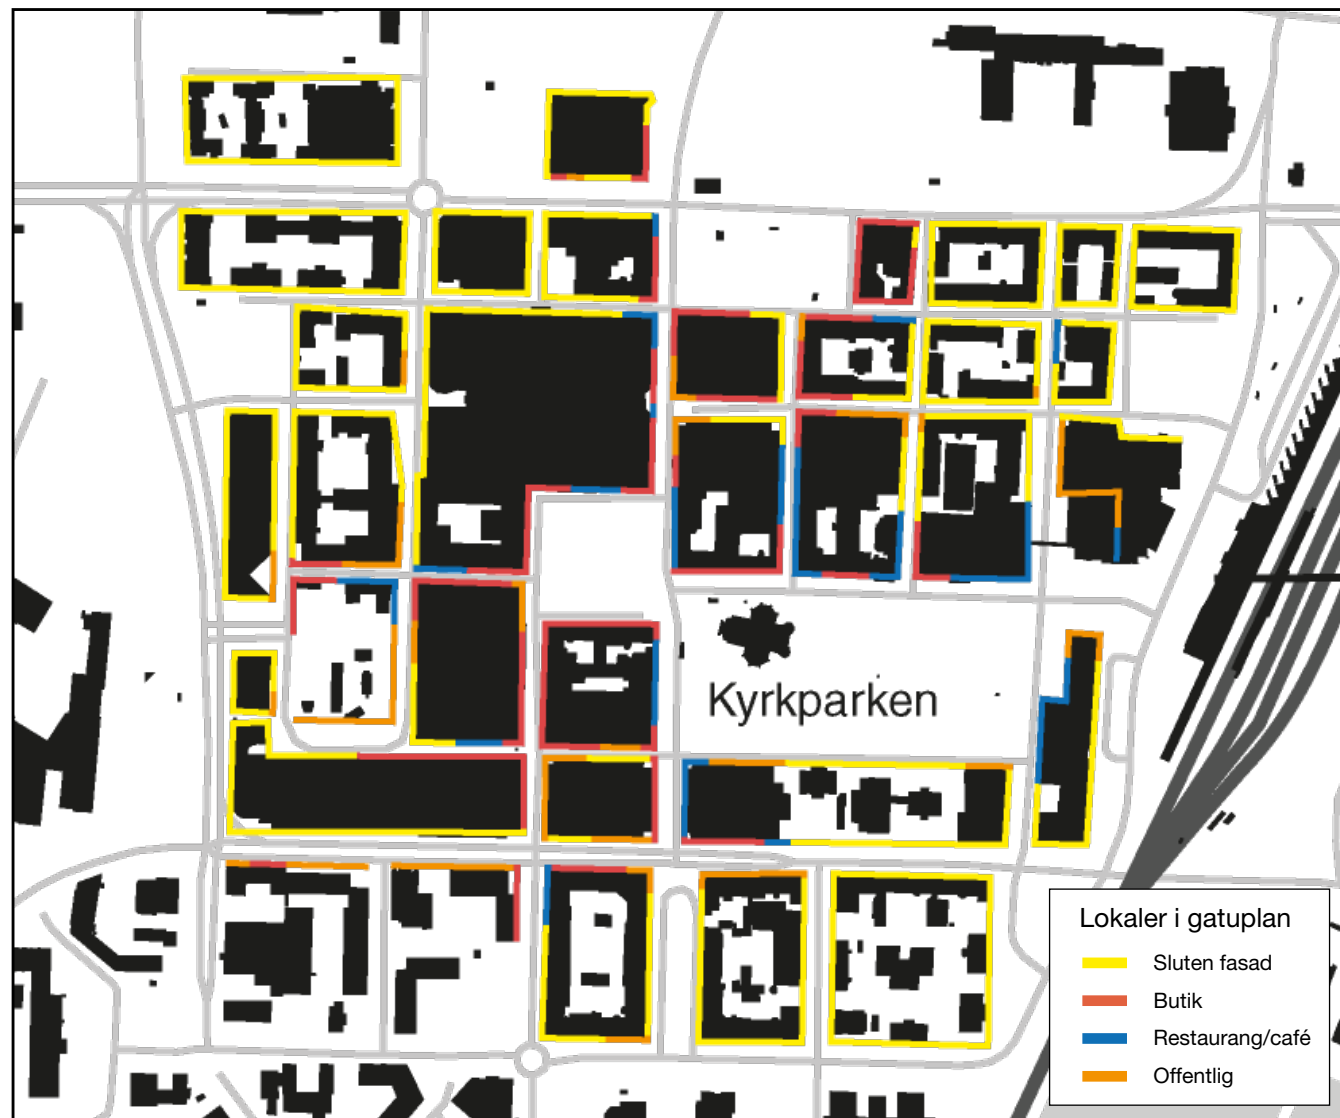 Kyrkparken
Lokaler i gatuplan
Sluten fasad
Butik
Restaurang/café
Offentlig